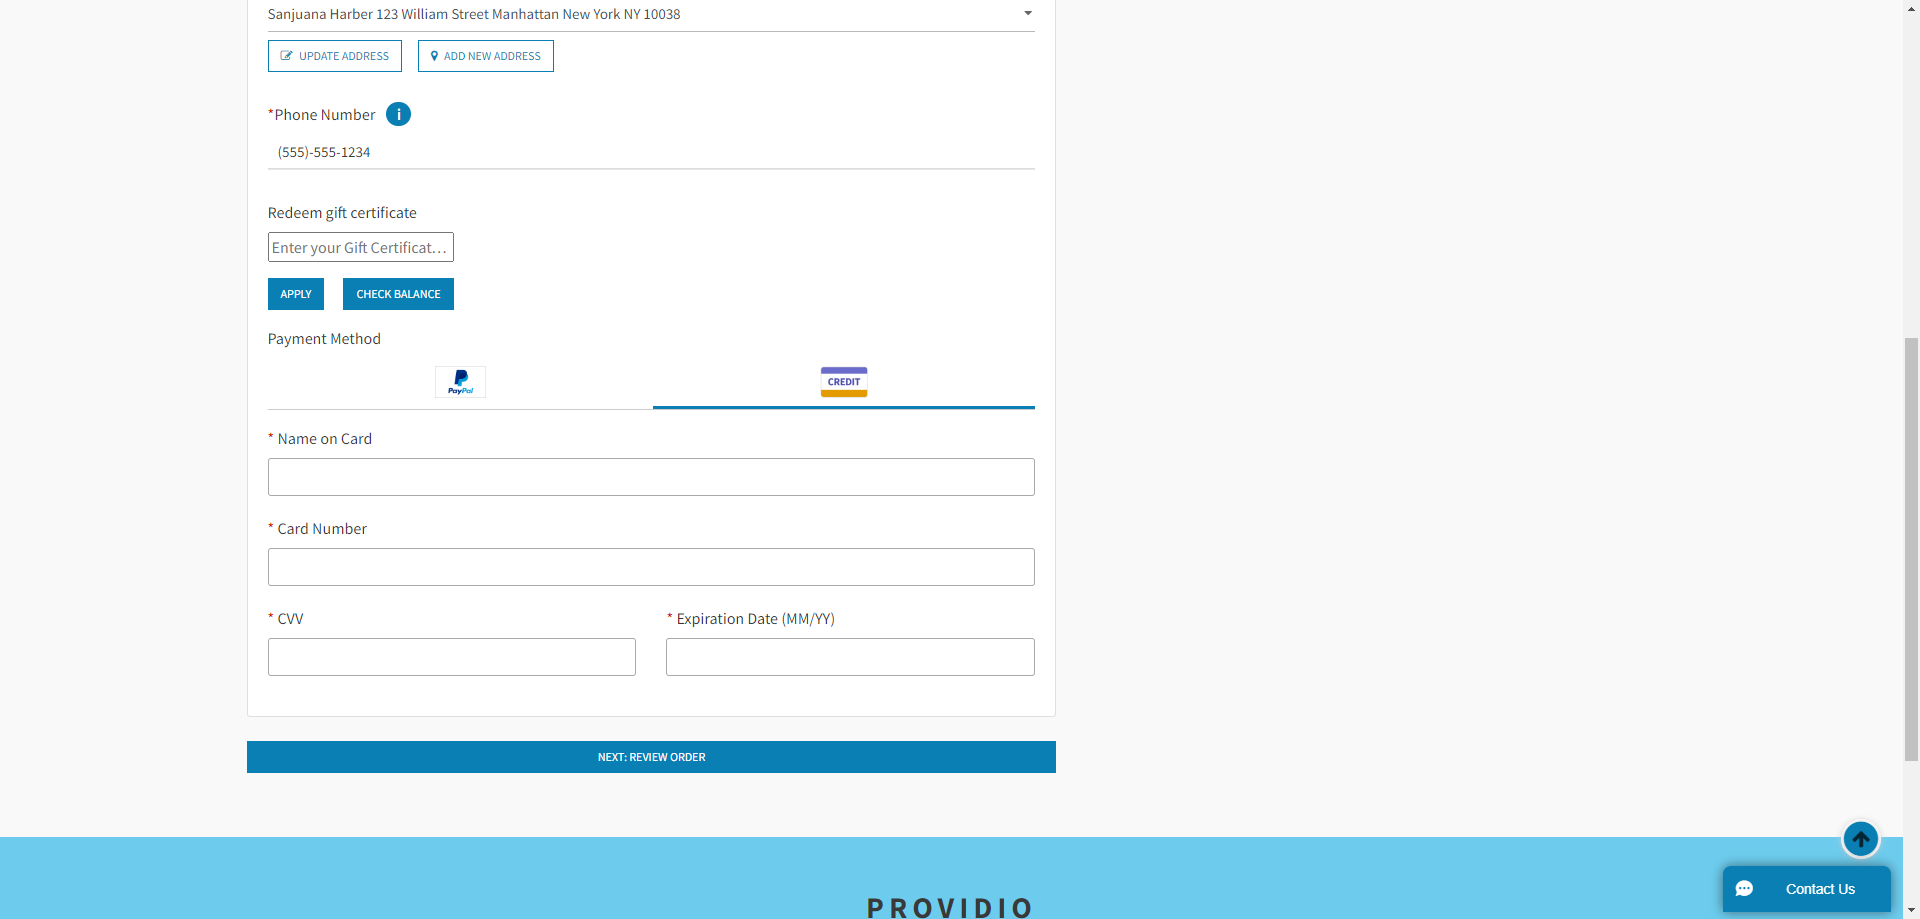 Sanjuana Harber 123 William Street Manhattan New York NY 10038
UPDATE ADDRESS
ADD NEW ADDRESS
*Phone Number i
(555)-555-1234
Redeem gift certificate
Enter your Gift Certificat...
APPLY
CHECK BALANCE
Payment Method
PayPal
CREDIT
* Name on Card
* Card Number
* CVV
* Expiration Date (MM/YY)
NEXT: REVIEW ORDER
Contact Us
PROVIDIO